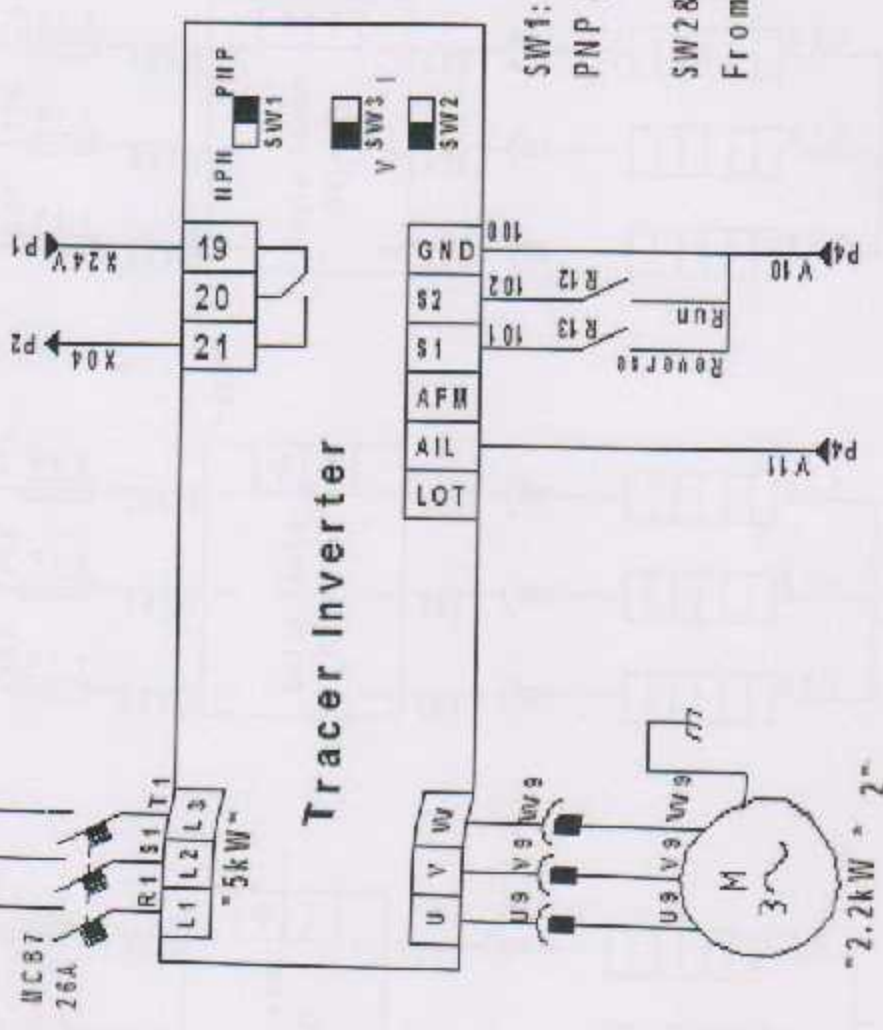 MCB7
26A
R1 S1 T1
L1 L2 L3
"5kW"
Tracer Inverter
U V W
U9 V9 W9
U9 V9 W9
M
3~
"2.2kW * 2"
P2 P1
X04 X24V
21 20 19
NPN PNP
SW1
SW3
V I
SW2
LOT AIL AFM S1 S2 GND
101 102 100
R13 R12
Reverse
Run
V11 V10
P4 P4
SW1:
PNP
SW2&
From